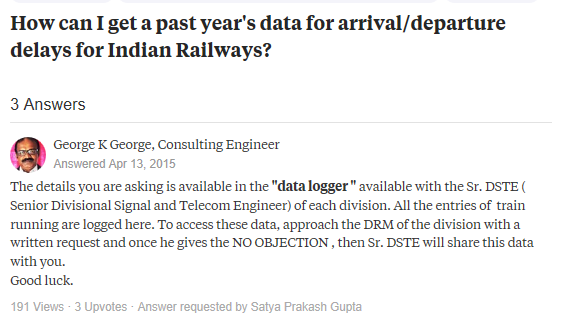 How can I get a past year's data for arrival/departure
delays for Indian Railways?
3 Answers
George K George, Consulting Engineer
Answered Apr 13, 2015
The details you are asking is available in the "data logger " available with the Sr. DSTE (
Senior Divisional Signal and Telecom Engineer) of each division. All the entries of train
running are logged here. To access these data, approach the DRM of the division with a
written request and once he gives the NO OBJECTION , then Sr. DSTE will share this data
with you.
Good luck.
191 Views · 3 Upvotes · Answer requested by Satya Prakash Gupta